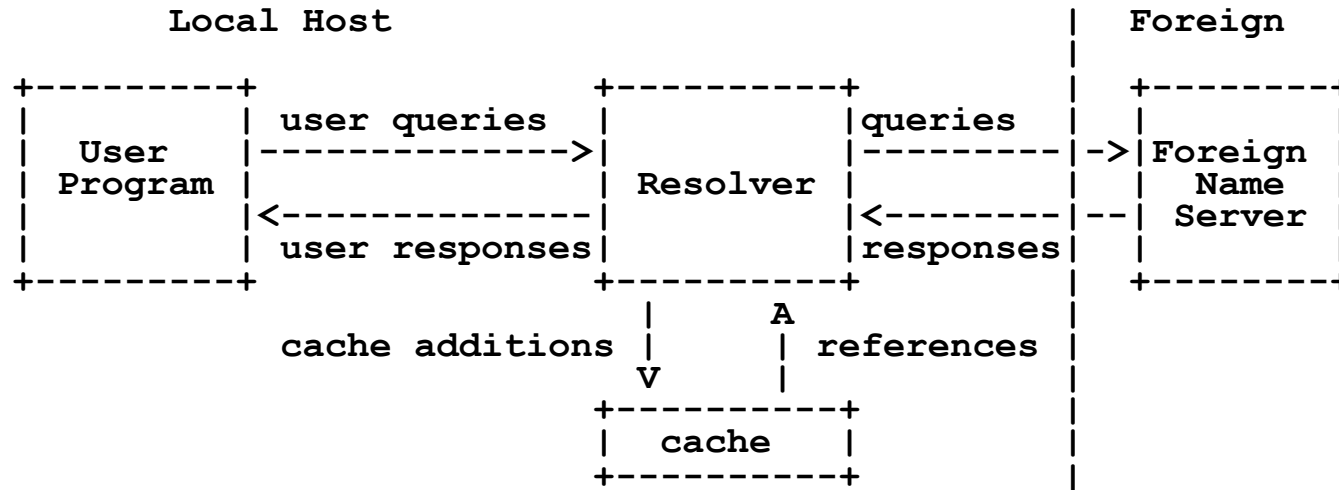 Local Host | Foreign
|
+---------+ +----------+ | +--------+
| | user queries | |queries | | |
| User |-------------->| |---------|->|Foreign |
| Program | | Resolver | | | Name |
| |<--------------| |<--------|--| Server |
| | user responses| |responses| | |
+---------+ +----------+ | +--------+
| A |
cache additions | | references |
V | |
+----------+ |
| cache | |
+----------+ |